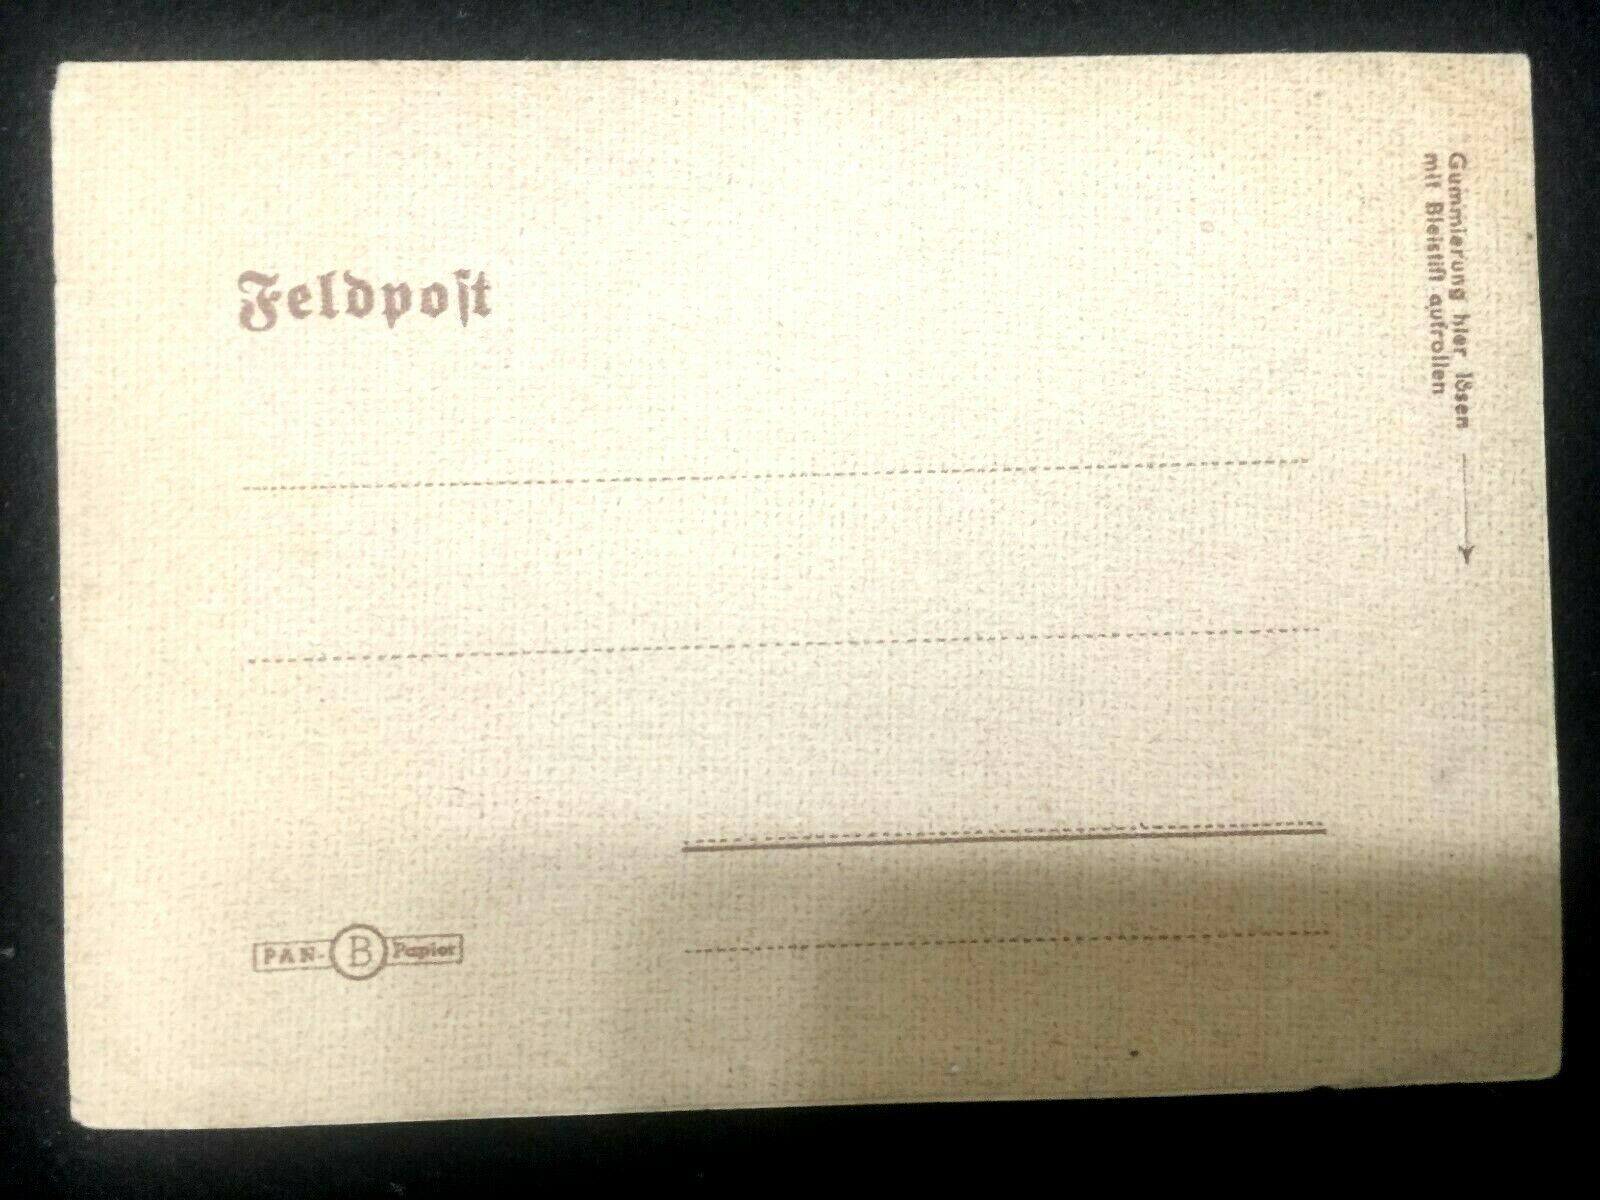 Feldpost
Gummierung hier lösen
mit Bleistift aufrollen
PAN- B Papier